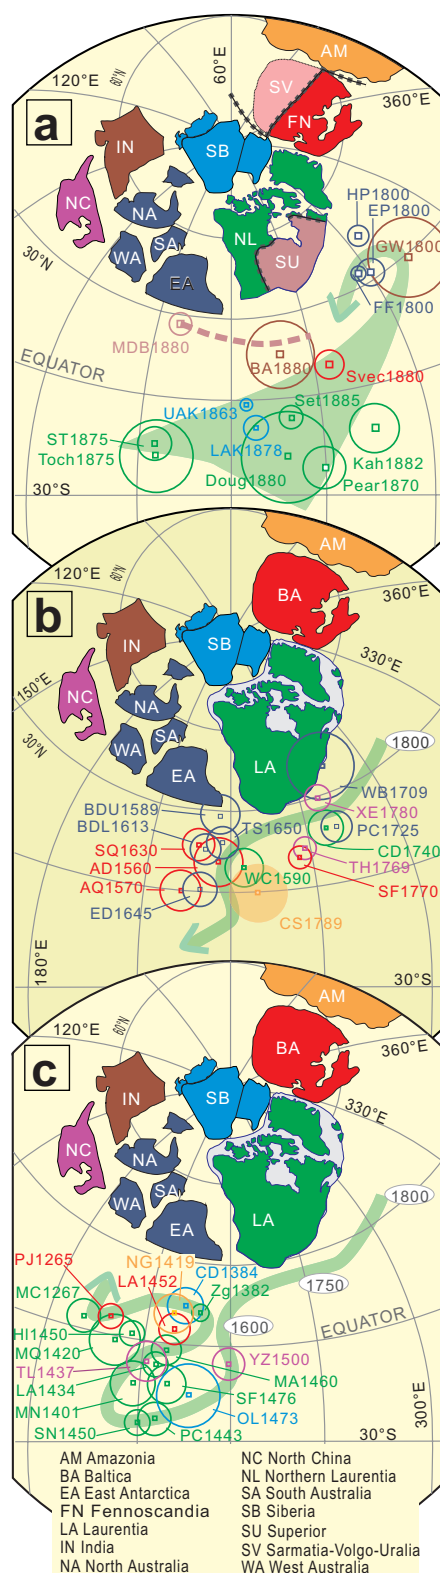 AM
120°E
60°N
60°E
360°E
a
SV
FN
IN
SB
NC
NA
HP1800
EP1800
NL
SA
GW1800
WA
SU
30°N
EA
FF1800
MDB1880
BA1880
EQUATOR
Svec1880
UAK1863
Set1885
ST1875
LAK1878
Toch1875
Kah1882
Doug1880
Pear1870
30°S
AM
120°E
60°N
BA
360°E
b
IN
SB
330°E
NC
150°E
NA
30°N
WA
SA
1800
EA
LA
WB1709
BDU1589
XE1780
BDL1613
TS1650
PC1725
SQ1630
CD1740
AD1560
TH1769
WC1590
AQ1570
SF1770
ED1645
CS1789
180°E
30°S
AM
120°E
60°N
BA
360°E
c
IN
SB
330°E
NC
NA
WA
SA
1800
EA
LA
PJ1265
NG1419
CD1384
1750
MC1267
LA1452
Zg1382
EQUATOR
HI1450
1600
MQ1420
YZ1500
TL1437
MA1460
LA1434
SF1476
MN1401
OL1473
300°E
SN1450
PC1443
30°S
AM Amazonia
BA Baltica
EA East Antarctica
FN Fennoscandia
LA Laurentia
IN India
NA North Australia
NC North China
NL Northern Laurentia
SA South Australia
SB Siberia
SU Superior
SV Sarmatia-Volgo-Uralia
WA West Australia